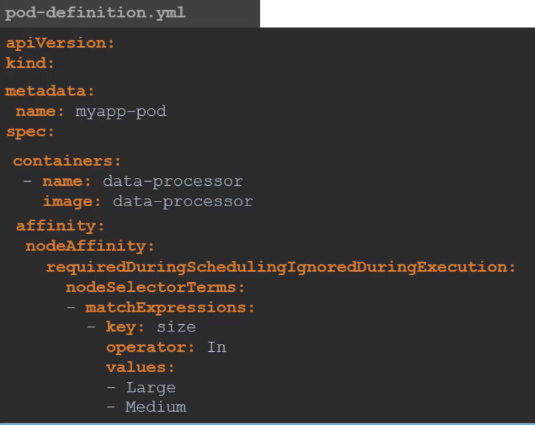 pod-definition.yml
apiVersion:
kind:
metadata:
name: myapp-pod
spec:
containers:
- name: data-processor
image: data-processor
affinity:
nodeAffinity:
requiredDuringSchedulingIgnoredDuringExecution:
nodeSelectorTerms:
- matchExpressions:
- key: size
operator: In
values:
- Large
- Medium